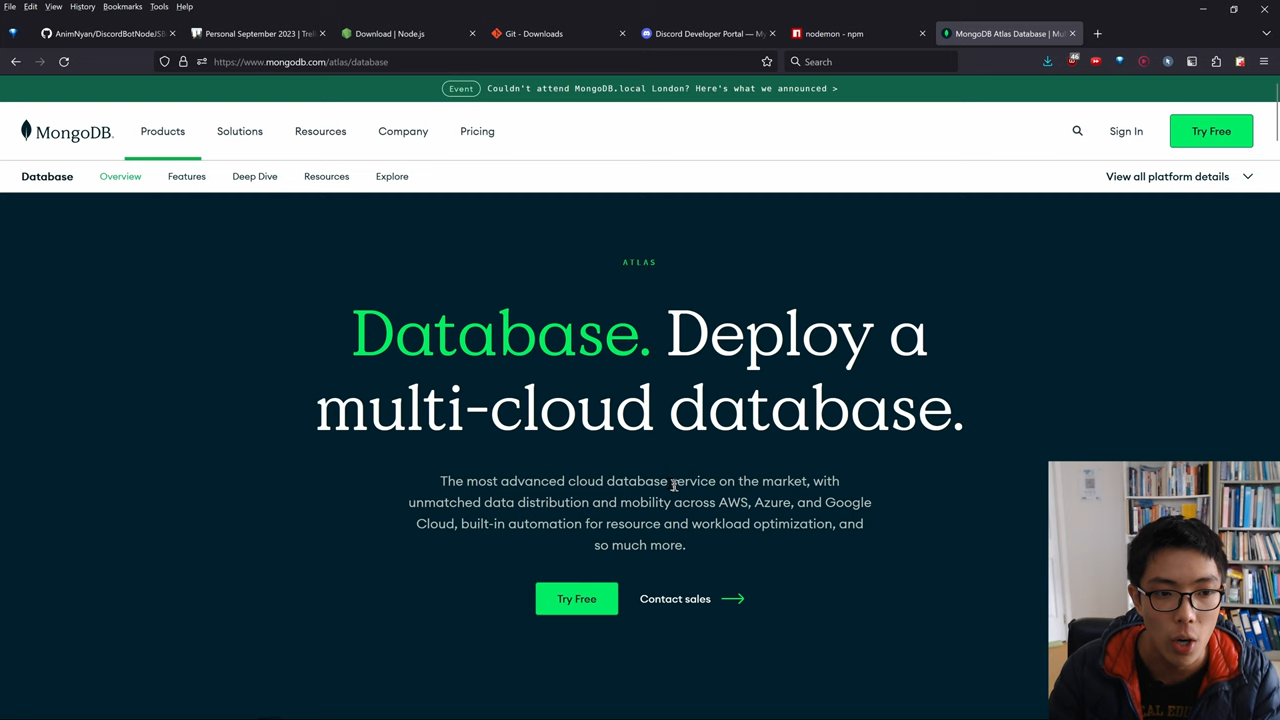 File Edit View History Bookmarks Tools Help
AnimNyan/DiscordBotNodeJSB
Personal September 2023 | Trel
Download | Node.js
Git - Downloads
Discord Developer Portal — My
nodemon - npm
MongoDB Atlas Database | Mul
https://www.mongodb.com/atlas/database
Search
46
Event Couldn't attend MongoDB.local London? Here's what we announced >
MongoDB.
Products Solutions Resources Company Pricing
Sign In
Try Free
Database Overview Features Deep Dive Resources Explore
View all platform details
ATLAS
Database. Deploy a
multi-cloud database.
The most advanced cloud database service on the market, with
unmatched data distribution and mobility across AWS, Azure, and Google
Cloud, built-in automation for resource and workload optimization, and
so much more.
Try Free
Contact sales